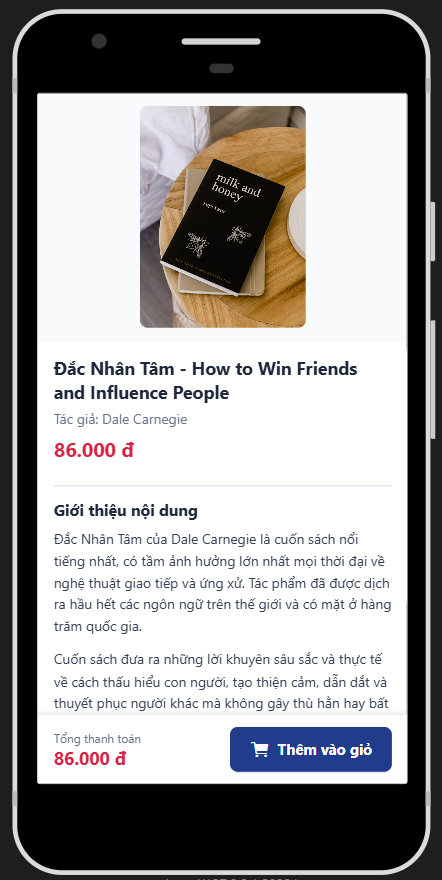 milk and
honey
Đắc Nhân Tâm - How to Win Friends
and Influence People
Tác giả: Dale Carnegie
86.000 đ
Giới thiệu nội dung
Đắc Nhân Tâm của Dale Carnegie là cuốn sách nổi
tiếng nhất, có tầm ảnh hưởng lớn nhất mọi thời đại về
nghệ thuật giao tiếp và ứng xử. Tác phẩm đã được dịch
ra hầu hết các ngôn ngữ trên thế giới và có mặt ở hàng
trăm quốc gia.
Cuốn sách đưa ra những lời khuyên sâu sắc và thực tế
về cách thấu hiểu con người, tạo thiện cảm, dẫn dắt và
thuyết phục người khác mà không gây thù hằn hay bất
Tổng thanh toán
86.000 đ
Thêm vào giỏ